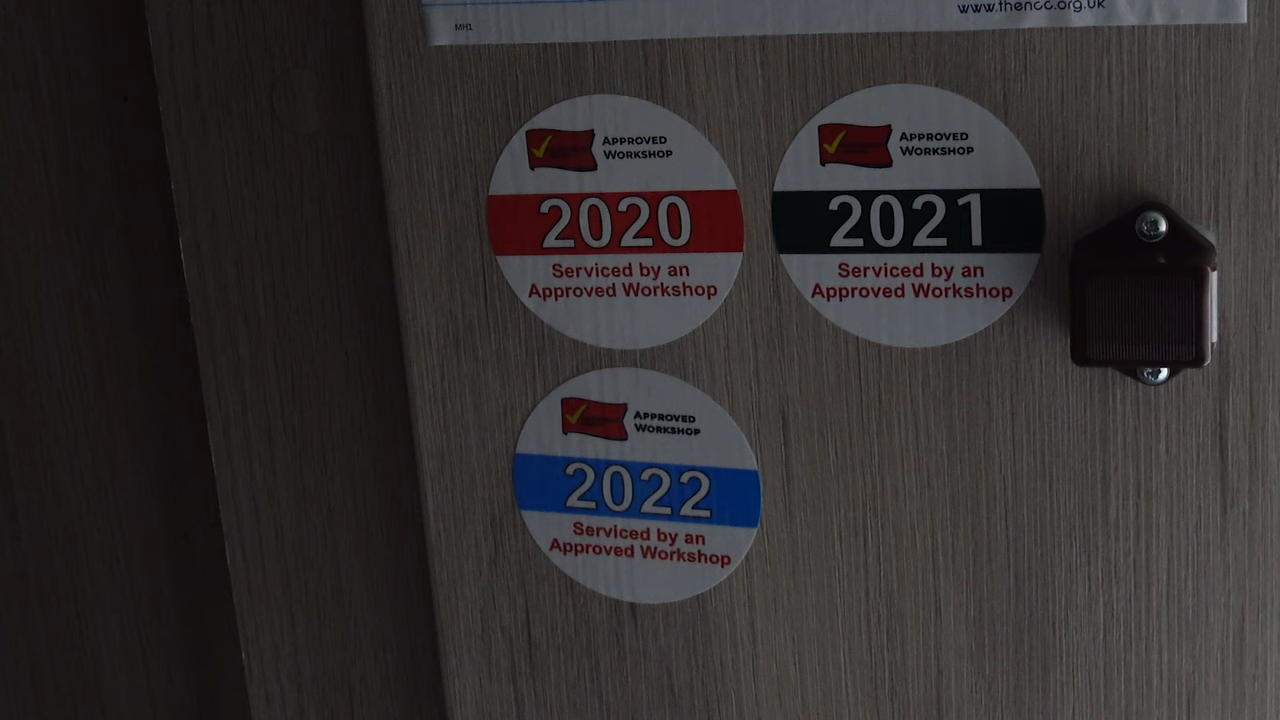 MH1
www.thencc.org.uk
APPROVED
WORKSHOP
2020
Serviced by an
Approved Workshop
APPROVED
WORKSHOP
2021
Serviced by an
Approved Workshop
APPROVED
WORKSHOP
2022
Serviced by an
Approved Workshop